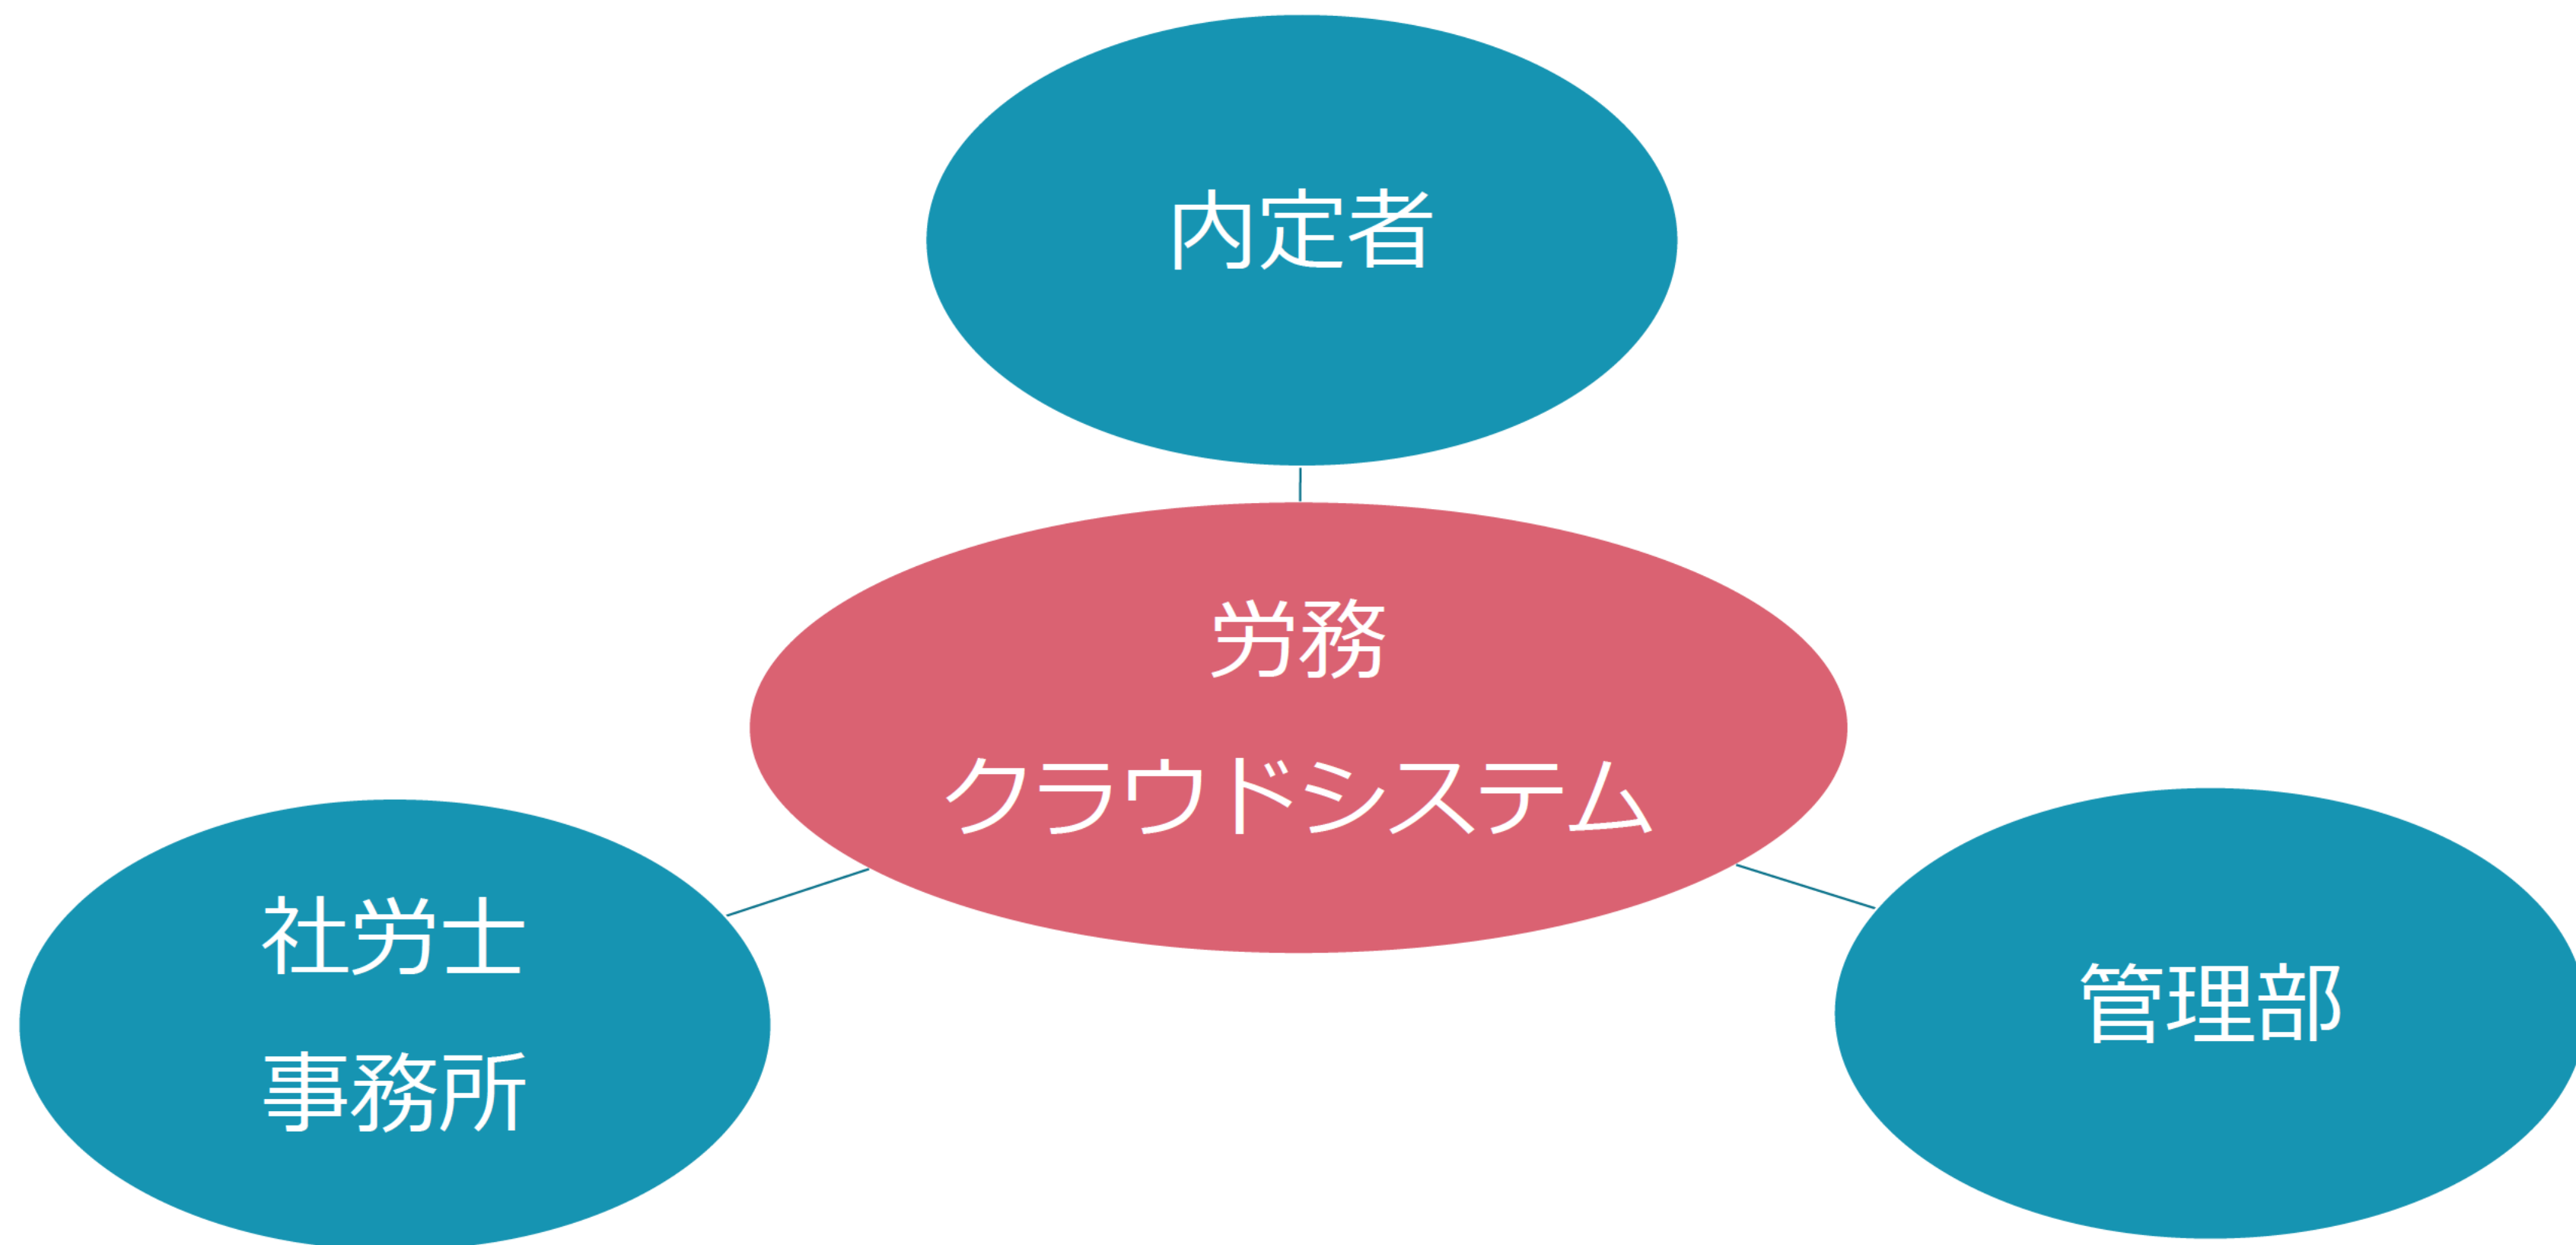 内定者
労務
クラウドシステム
社労士
事務所
管理部